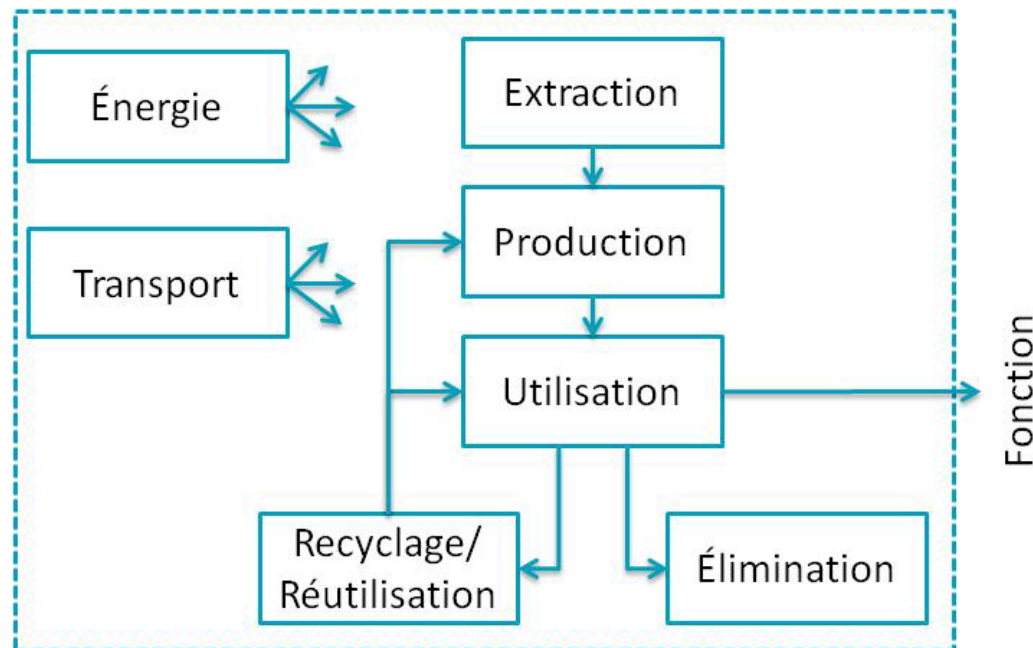 Énergie
Extraction
Transport
Production
Utilisation
Fonction
Recyclage/
Réutilisation
Élimination